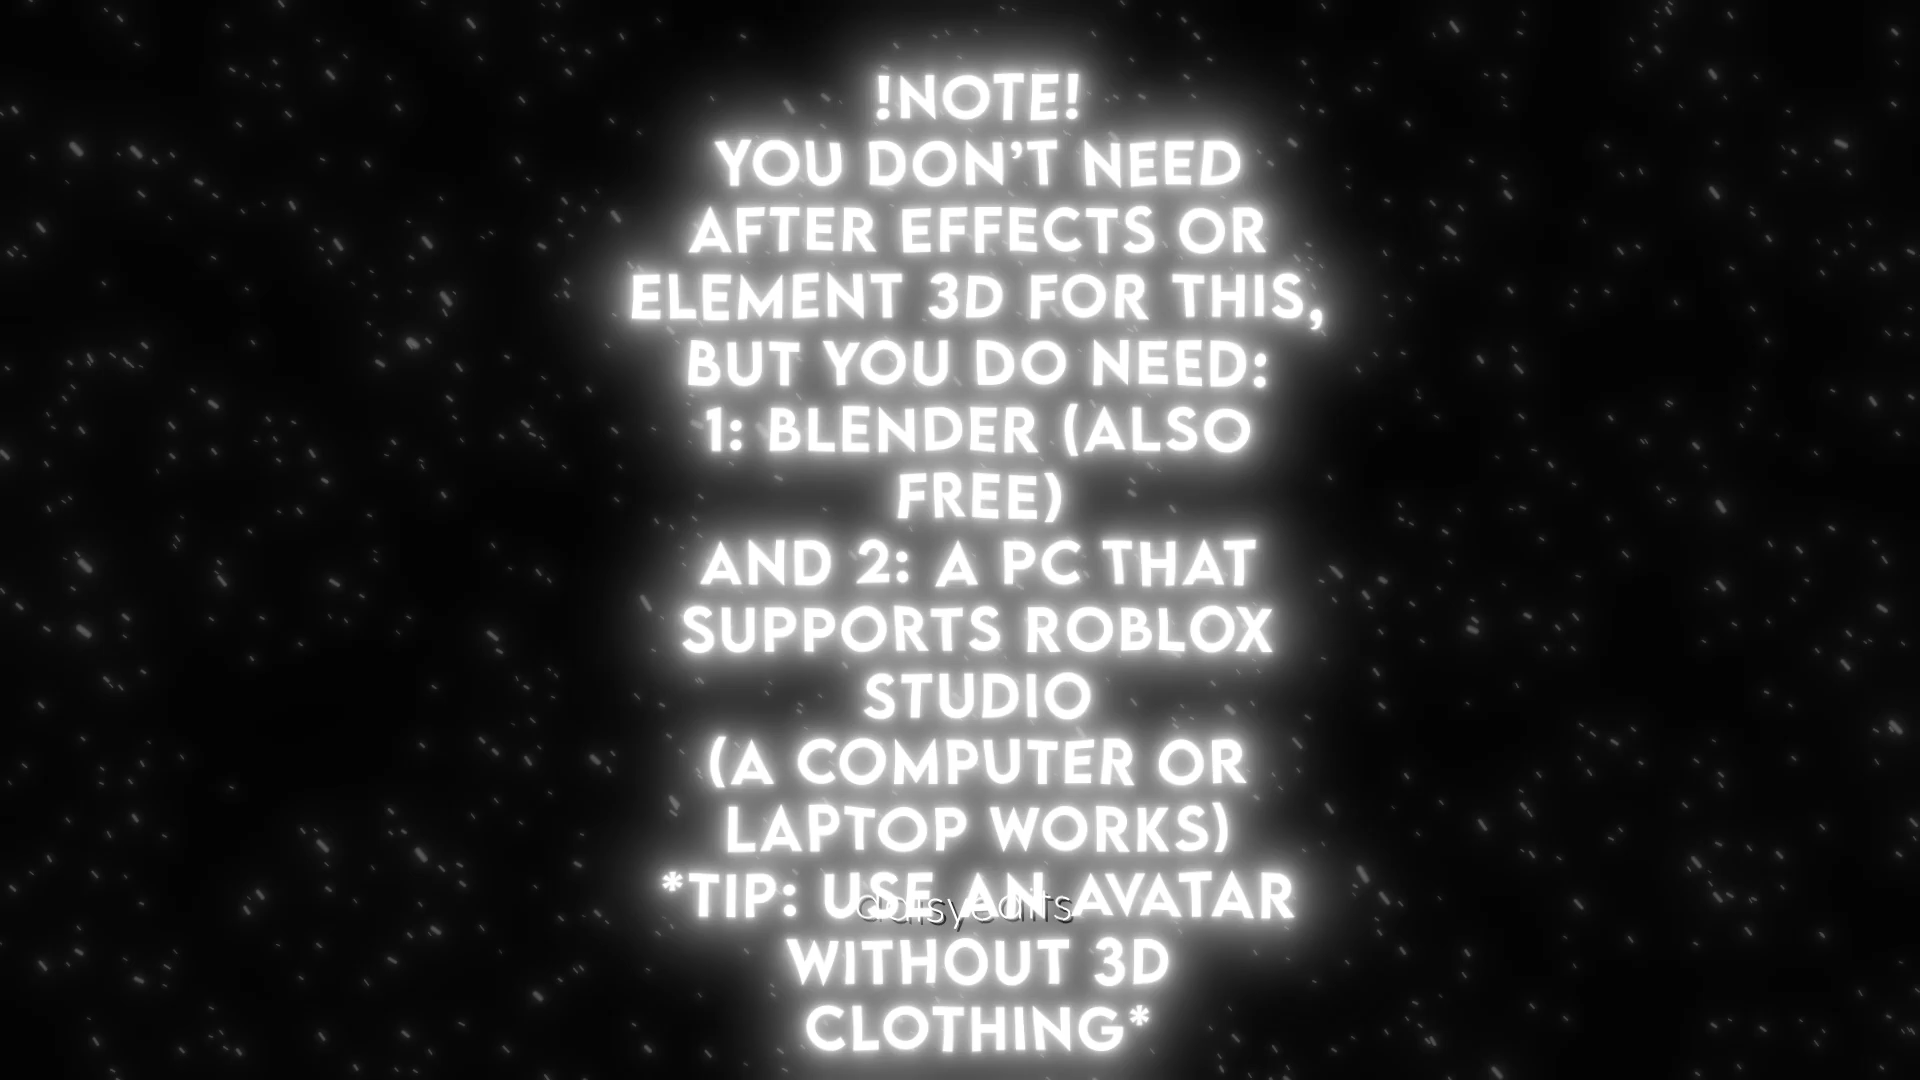 !NOTE!
YOU DON'T NEED
AFTER EFFECTS OR
ELEMENT 3D FOR THIS,
BUT YOU DO NEED:
1: BLENDER (ALSO
FREE)
AND 2: A PC THAT
SUPPORTS ROBLOX
STUDIO
(A COMPUTER OR
LAPTOP WORKS)
*TIP: USE AN AVATAR
daisyedits
WITHOUT 3D
CLOTHING*